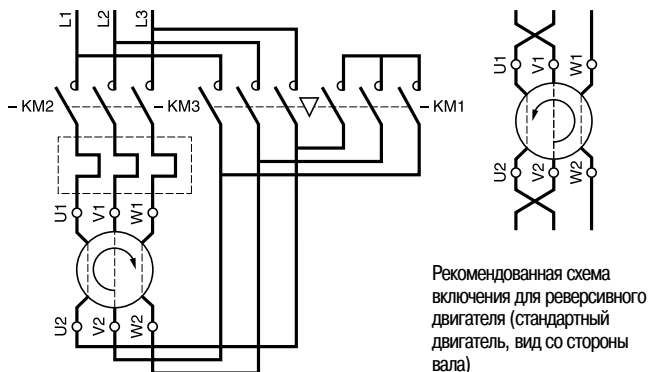 L1 L2 L3
– KM2 – KM3 – KM1
U1 V1 W1
U2 V2 W2
U1 V1 W1
U2 V2 W2
Рекомендованная схема
включения для реверсивного
двигателя (стандартный
двигатель, вид со стороны
вала)